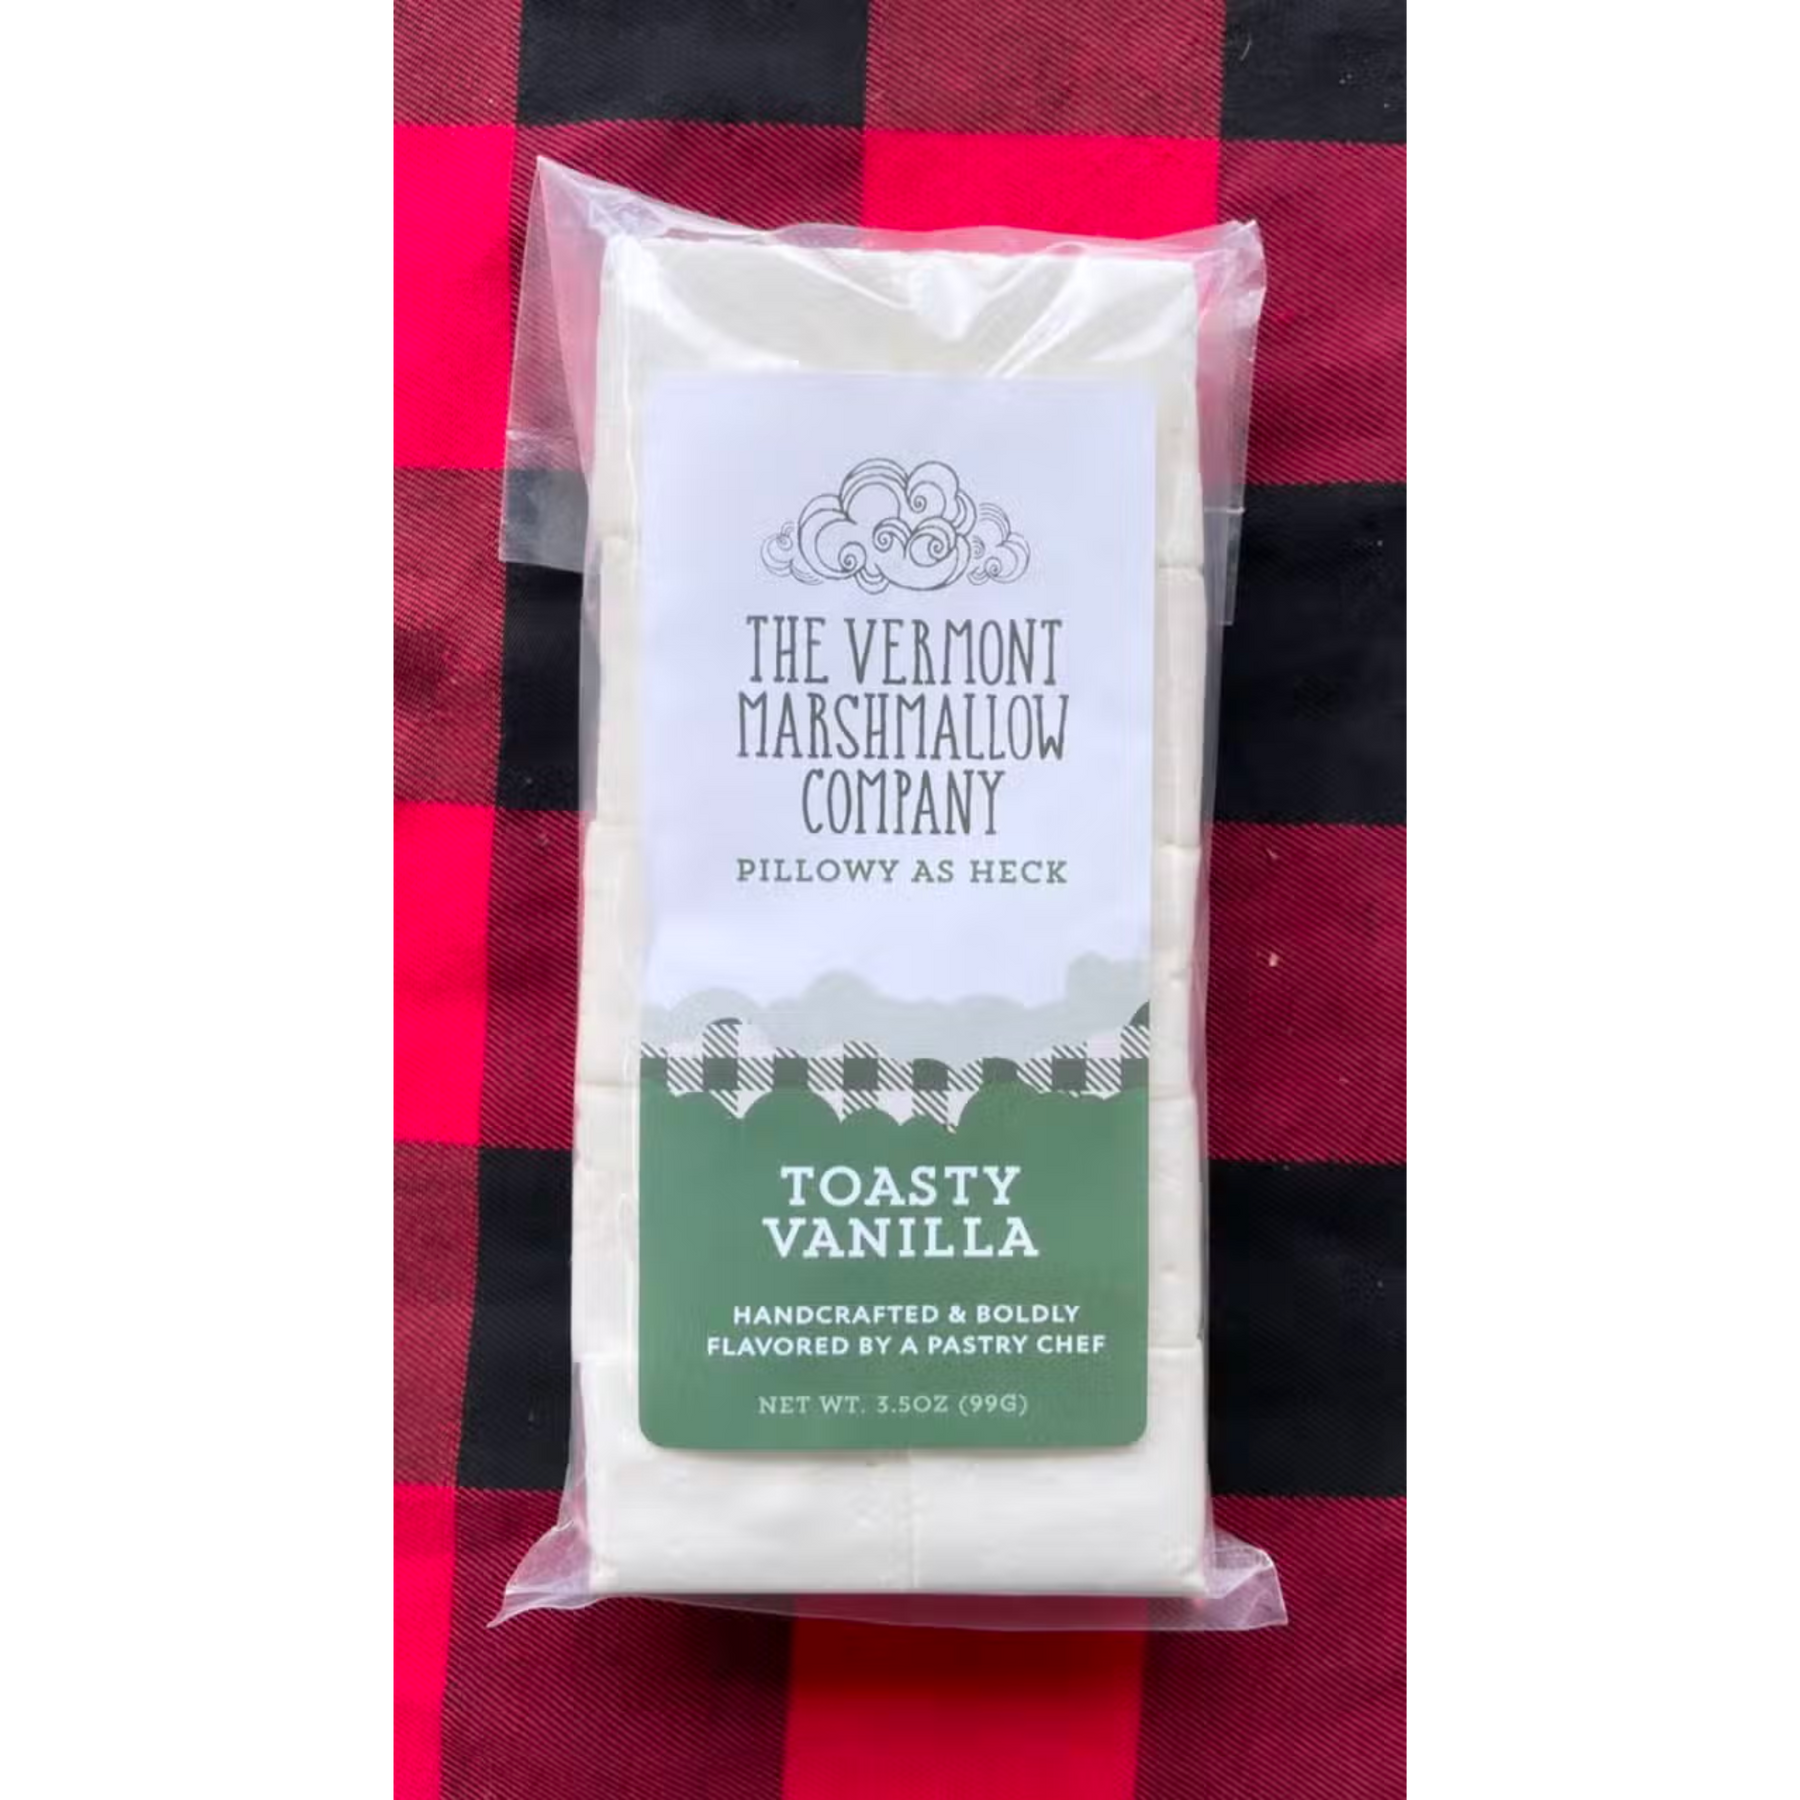 THE VERMONT
MARSHMALLOW
COMPANY
PILLOWY AS HECK
TOASTY
VANILLA
HANDCRAFTED & BOLDLY
FLAVORED BY A PASTRY CHEF
NET WT. 3.5OZ (99G)